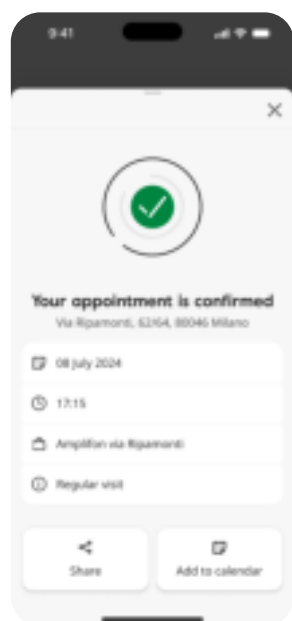 9:41
Your appointment is confirmed
Via Ripamonti, 62/64, 80046 Milano
08 July 2024
17:15
Amplifon via Ripamonti
Regular visit
Share
Add to calendar